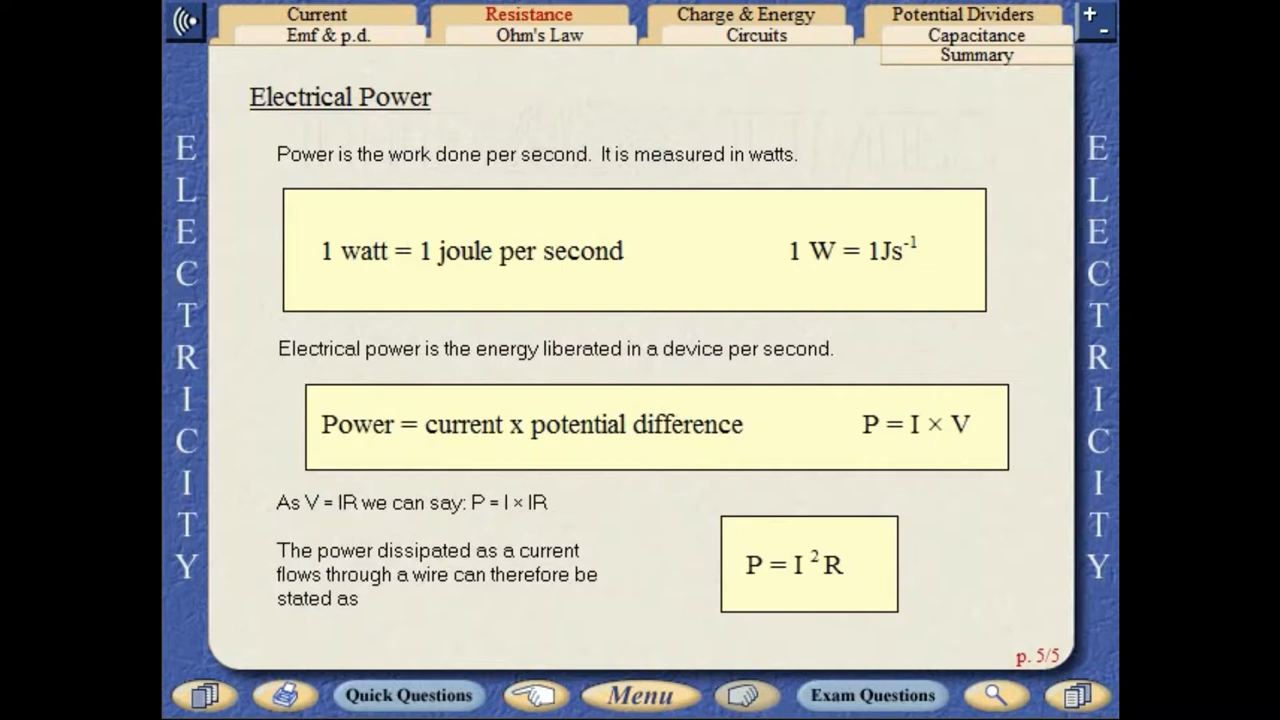 Current
Resistance
Charge & Energy
Potential Dividers
+
-
Emf & p.d.
Ohm's Law
Circuits
Capacitance
Summary
Electrical Power
ELECTRICITY
ELECTRICITY
Power is the work done per second. It is measured in watts.
1 watt = 1 joule per second 1 W = 1Js⁻¹
Electrical power is the energy liberated in a device per second.
Power = current x potential difference P = I × V
As V = IR we can say: P = I × IR
The power dissipated as a current
flows through a wire can therefore be
stated as
P = I ² R
p. 5/5
Quick Questions
Menu
Exam Questions